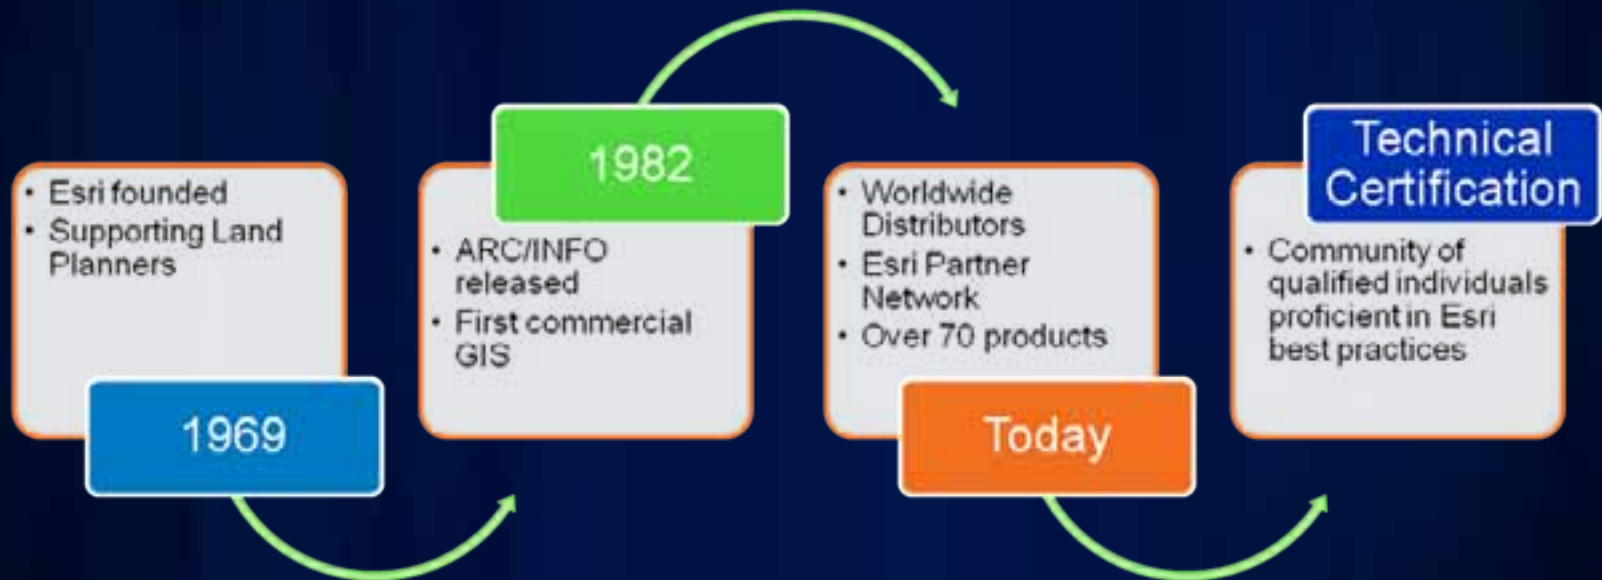 • Esri founded
• Supporting Land
Planners
1969
1982
• ARC/INFO
released
• First commercial
GIS
• Worldwide
Distributors
• Esri Partner
Network
• Over 70 products
Today
Technical
Certification
• Community of
qualified individuals
proficient in Esri
best practices